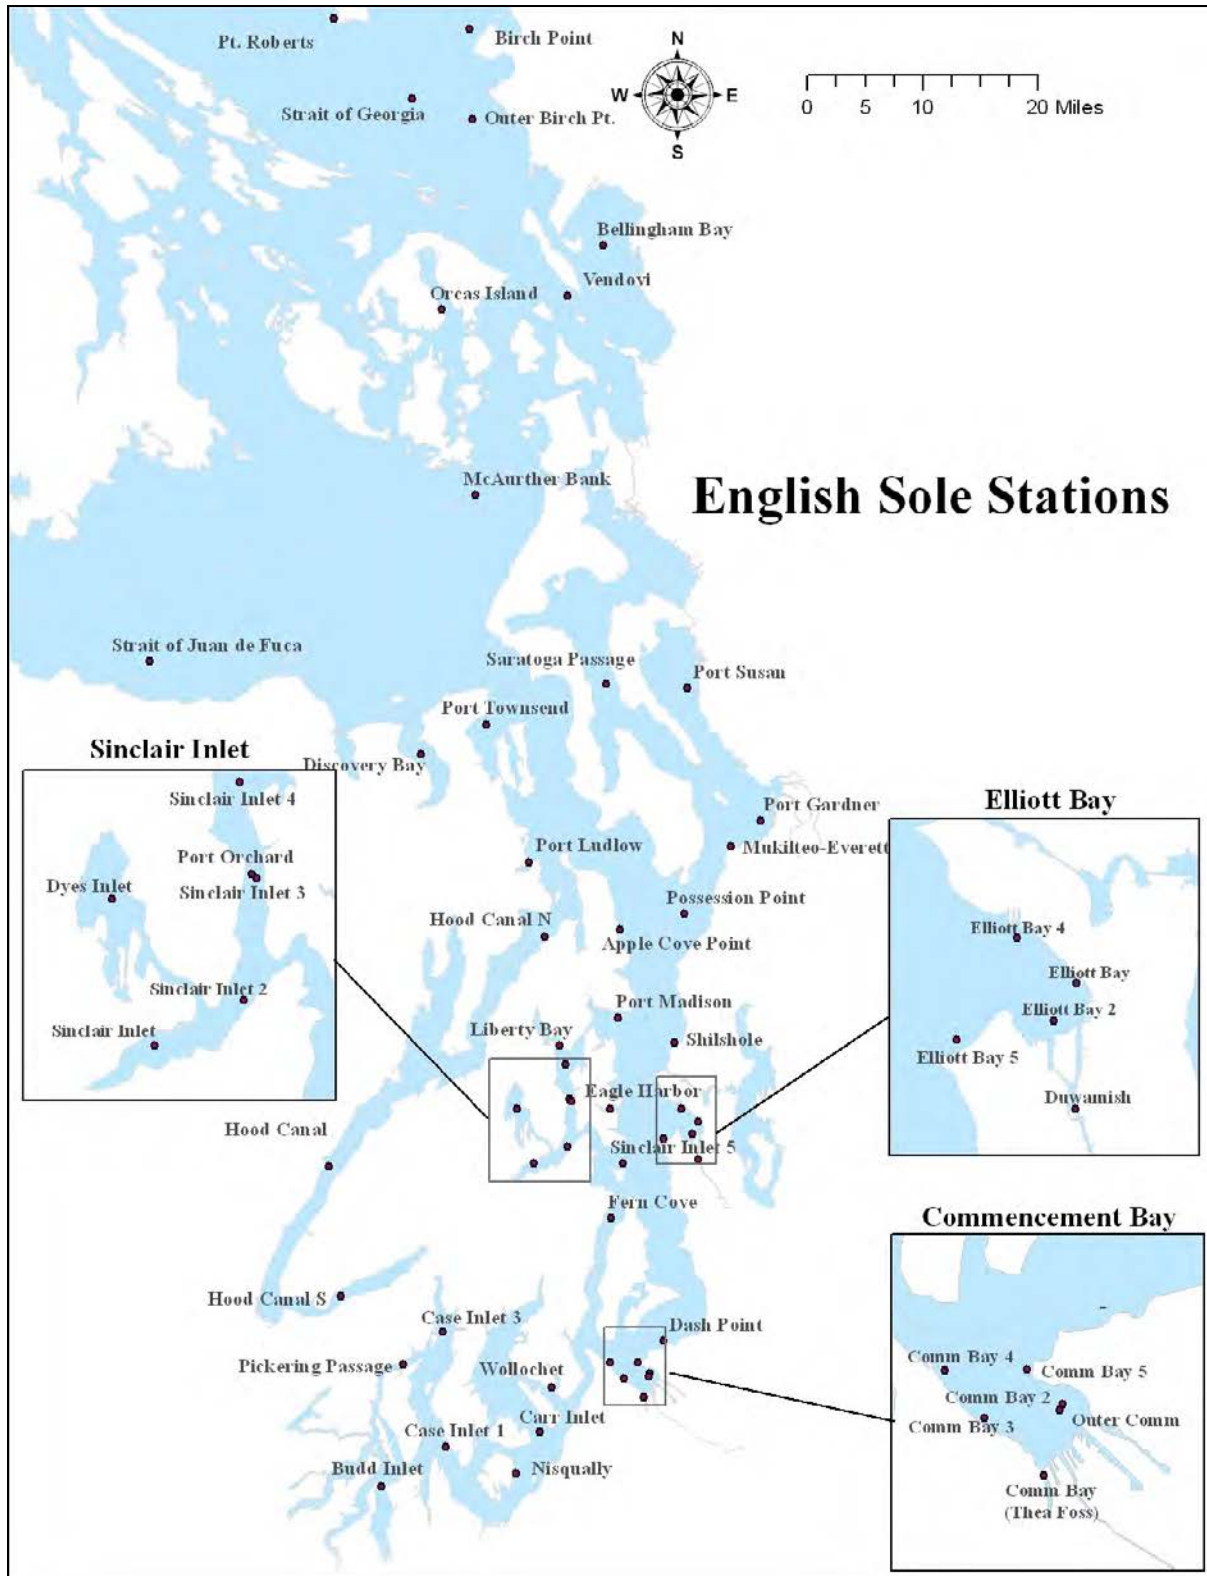 Pt. Roberts
Birch Point
N
W
E
S
0 5 10 20 Miles
Strait of Georgia
Outer Birch Pt.
Bellingham Bay
Vendovi
Orcas Island
McAurther Bank
English Sole Stations
Strait of Juan de Fuca
Saratoga Passage
Port Susan
Port Townsend
Discovery Bay
Sinclair Inlet
Sinclair Inlet 4
Port Orchard
Sinclair Inlet 3
Dyes Inlet
Sinclair Inlet 2
Sinclair Inlet
Port Gardner
Mukilteo-Everett
Port Ludlow
Possession Point
Hood Canal N
Apple Cove Point
Port Madison
Liberty Bay
Shilshole
Eagle Harbor
Sinclair Inlet 5
Hood Canal
Fern Cove
Elliott Bay
Elliott Bay 4
Elliott Bay
Elliott Bay 2
Elliott Bay 5
Duwamish
Hood Canal S
Case Inlet 3
Dash Point
Pickering Passage
Wollochet
Carr Inlet
Case Inlet 1
Budd Inlet
Nisqually
Commencement Bay
Comm Bay 4
Comm Bay 5
Comm Bay 2
Comm Bay 3
Outer Comm
Comm Bay
(Thea Foss)